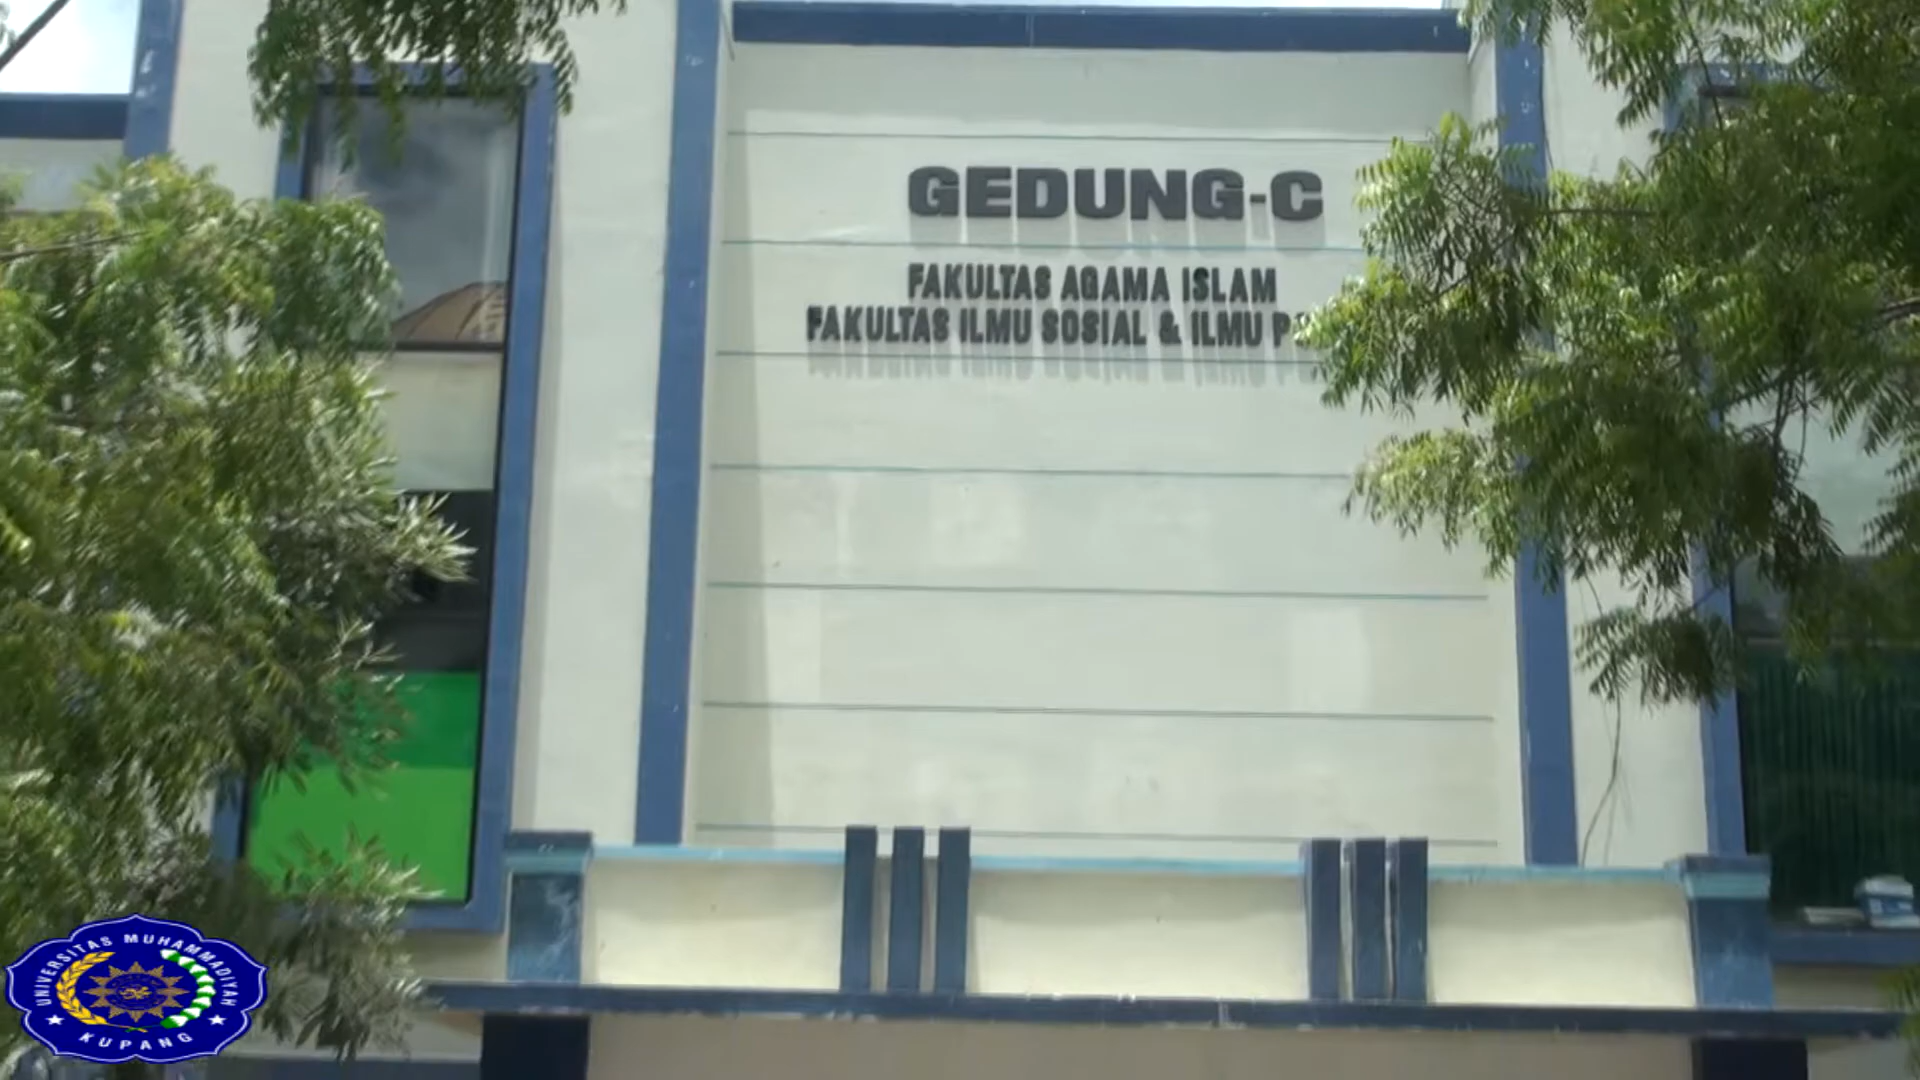 GEDUNG-C
FAKULTAS AGAMA ISLAM
FAKULTAS ILMU SOSIAL & ILMU
UNIVERSITAS MUHAMMADIYAH
KUPANG